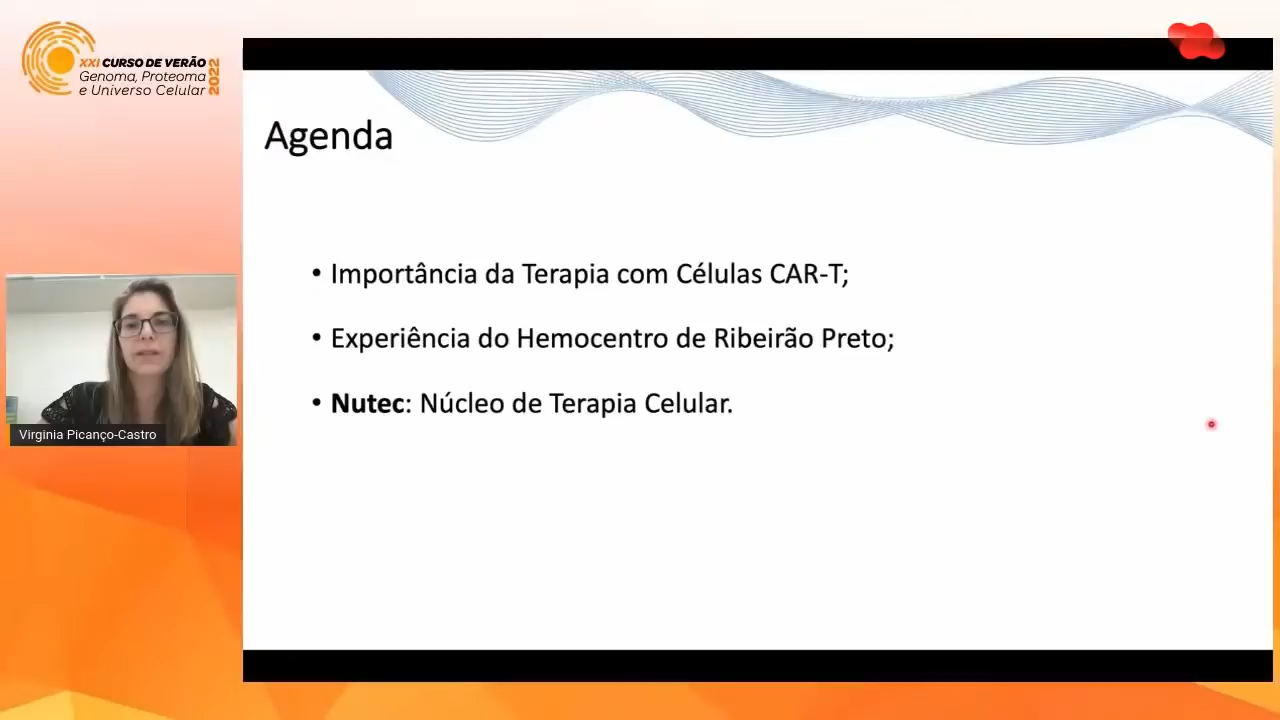 XXI CURSO DE VERÃO
Genoma, Proteoma
e Universo Celular
2022
Agenda
• Importância da Terapia com Células CAR-T;
• Experiência do Hemocentro de Ribeirão Preto;
• Nutec: Núcleo de Terapia Celular.
Virginia Picanço-Castro